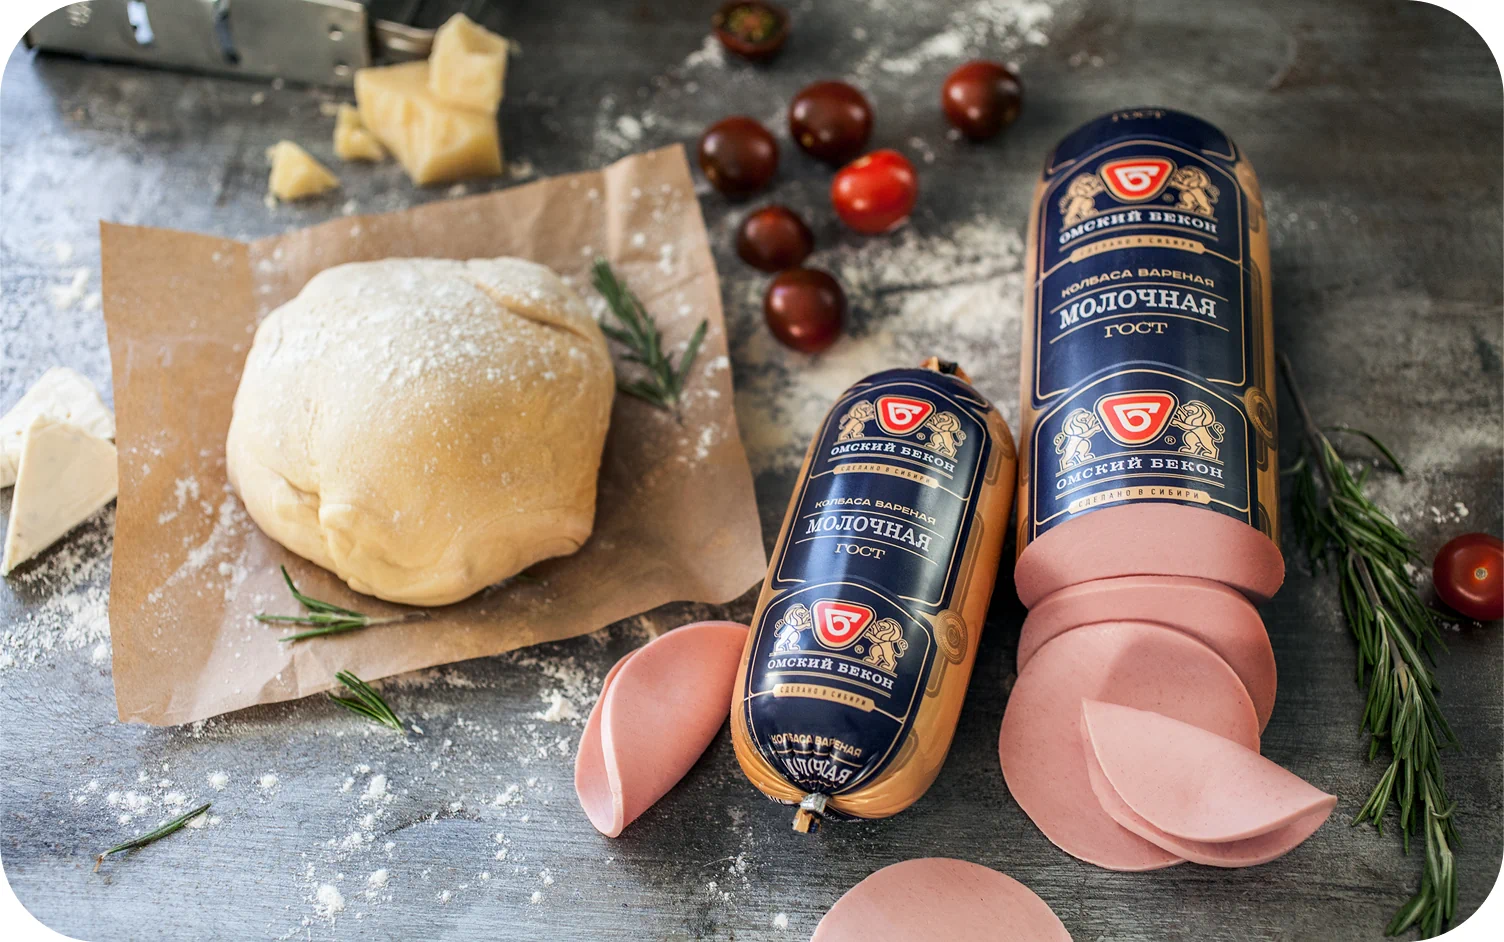 ГОСТ
Б
ОМСКИЙ БЕКОН
СДЕЛАНО В СИБИРИ
КОЛБАСА ВАРЕНАЯ
МОЛОЧНАЯ
ГОСТ
Б
®
ОМСКИЙ БЕКОН
СДЕЛАНО В СИБИРИ
Б
ОМСКИЙ БЕКОН
СДЕЛАНО В СИБИРИ
КОЛБАСА ВАРЕНАЯ
МОЛОЧНАЯ
ГОСТ
Б
®
ОМСКИЙ БЕКОН
СДЕЛАНО В СИБИРИ
КОЛБАСА ВАРЕНАЯ